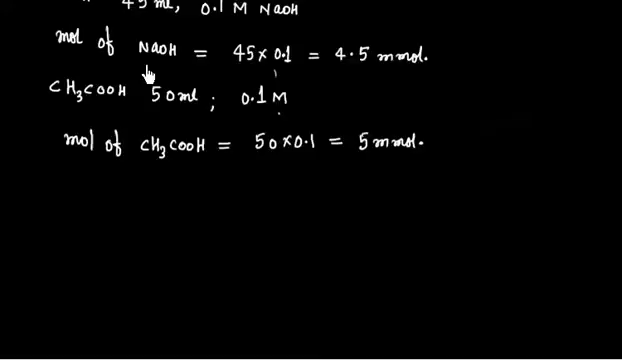 45 ml, 0.1 M NaOH
mol of NaOH = 45 × 0.1 = 4.5 mmol.
CH3COOH 50 ml ; 0.1 M
mol of CH3COOH = 50 × 0.1 = 5 mmol.